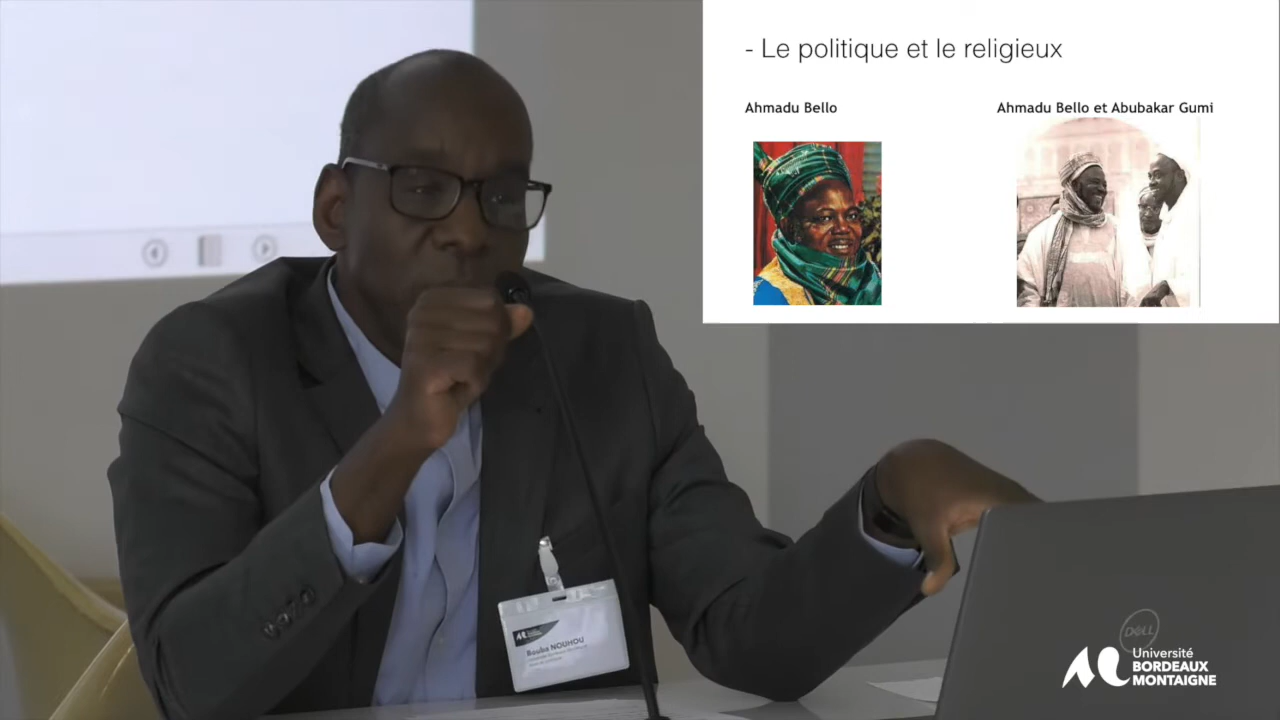 - Le politique et le religieux
Ahmadu Bello
Ahmadu Bello et Abubakar Gumi
Bouba NOUHOU
DELL
Université
BORDEAUX
MONTAIGNE